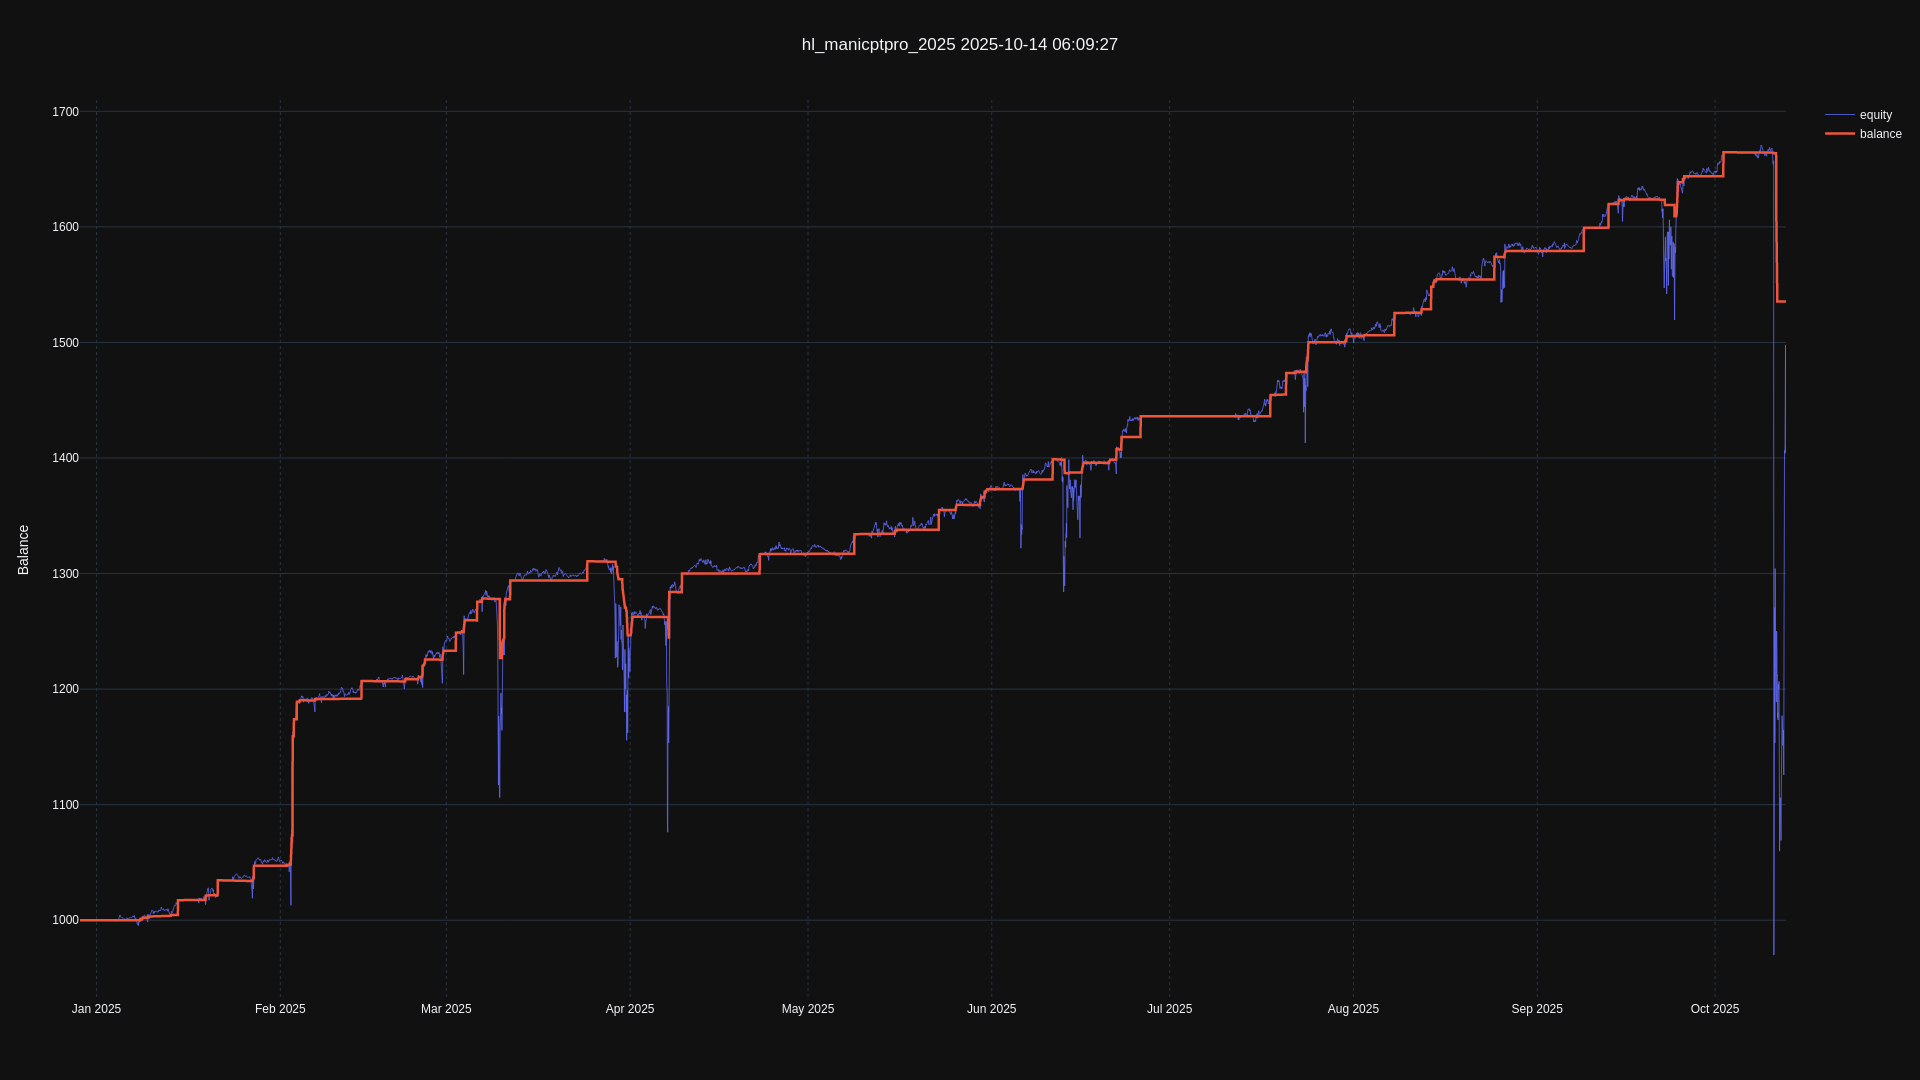 hl_manicptpro_2025 2025-10-14 06:09:27
1700
1600
1500
1400
1300
1200
1100
1000
Balance
Jan 2025
Feb 2025
Mar 2025
Apr 2025
May 2025
Jun 2025
Jul 2025
Aug 2025
Sep 2025
Oct 2025
equity
balance